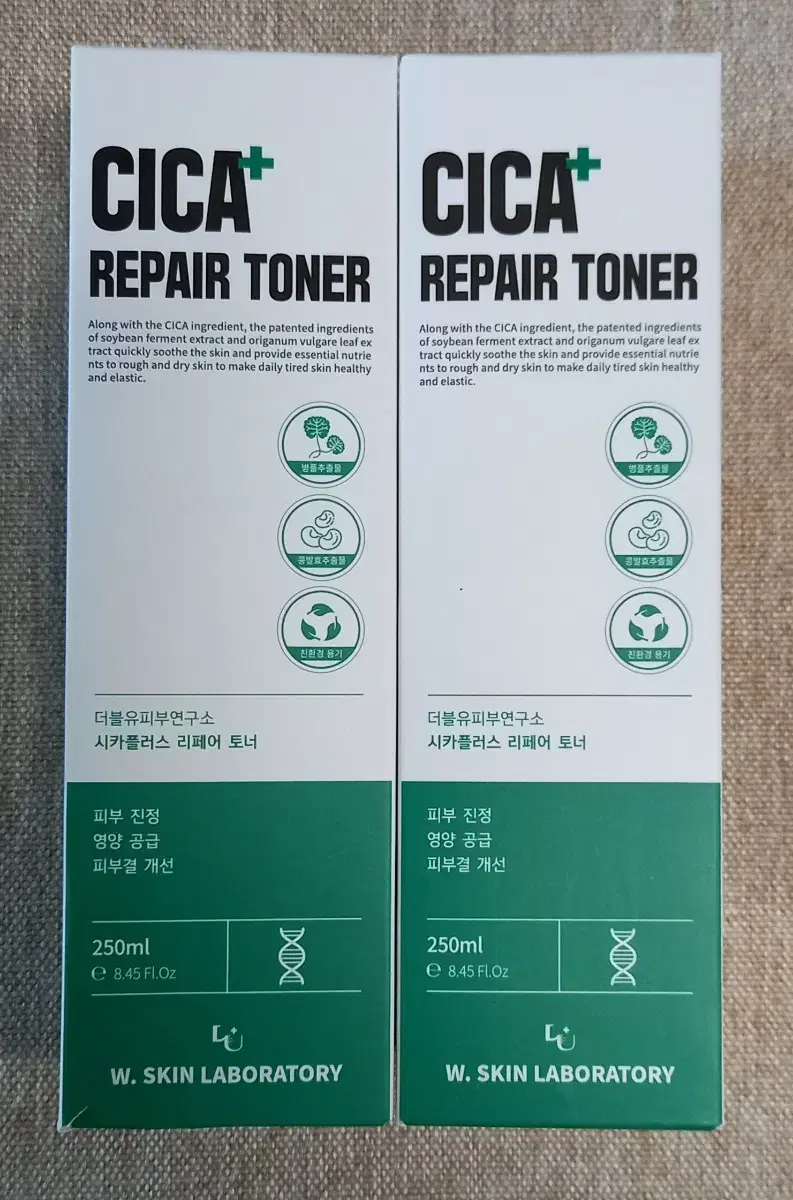 CICA+
REPAIR TONER
Along with the CICA ingredient, the patented ingredients
of soybean ferment extract and origanum vulgare leaf ex
tract quickly soothe the skin and provide essential nutrie
nts to rough and dry skin to make daily tired skin healthy
and elastic.
병풀추출물
콩발효추출물
친환경 용기
더블유피부연구소
시카플러스 리페어 토너
피부 진정
영양 공급
피부결 개선
250ml
℮ 8.45 Fl.Oz
W. SKIN LABORATORY
CICA+
REPAIR TONER
Along with the CICA ingredient, the patented ingredients
of soybean ferment extract and origanum vulgare leaf ex
tract quickly soothe the skin and provide essential nutrie
nts to rough and dry skin to make daily tired skin healthy
and elastic.
병풀추출물
콩발효추출물
친환경 용기
더블유피부연구소
시카플러스 리페어 토너
피부 진정
영양 공급
피부결 개선
250ml
℮ 8.45 Fl.Oz
W. SKIN LABORATORY